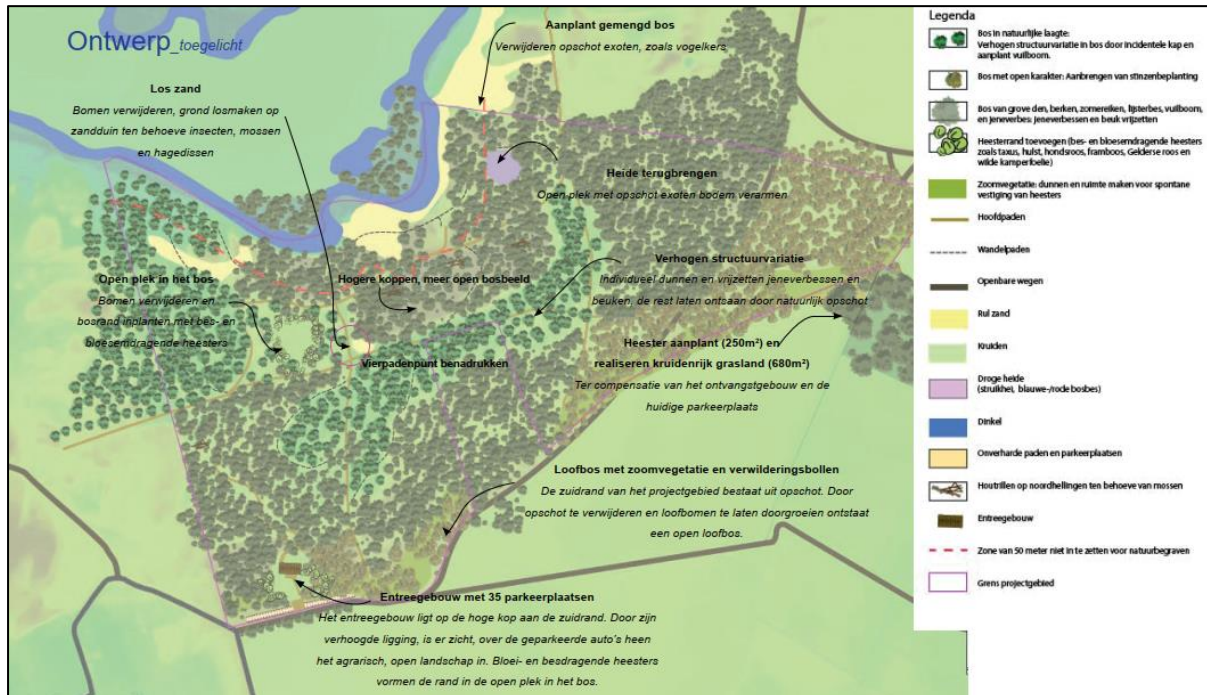 Ontwerp_toegelicht
Aanplant gemengd bos
Verwijderen opschot exoten, zoals vogelkers
Los zand
Bomen verwijderen, grond losmaken op
zandduin ten behoeve insecten, mossen
en hagedissen
Heide terugbrengen
Open plek met opschot exoten bodem verarmen
Open plek in het bos
Bomen verwijderen en
bosrand inplanten met bes- en
bloesemdragende heesters
Hogere koppen, meer open bosbeeld
Verhogen structuurvariatie
Individueel dunnen en vrijzetten jeneverbessen en
beuken, de rest laten ontsaan door natuurlijk opschot
Vierpadenpunt benadrukken
Heester aanplant (250m²) en
realiseren kruidenrijk grasland (680m²)
Ter compensatie van het ontvangstgebouw en de
huidige parkeerplaats
Loofbos met zoomvegetatie en verwilderingsbollen
De zuidrand van het projectgebied bestaat uit opschot. Door
opschot te verwijderen en loofbomen te laten doorgroeien ontstaat
een open loofbos.
Entreegebouw met 35 parkeerplaatsen
Het entreegebouw ligt op de hoge kop aan de zuidrand. Door zijn
verhoogde ligging, is er zicht, over de geparkeerde auto's heen
het agrarisch, open landschap in. Bloei- en besdragende heesters
vormen de rand in de open plek in het bos.
Legenda
Bos in natuurlijke laagte:
Verhogen structuurvariatie in bos door incidentele kap en
aanplant vuilboom.
Bos met open karakter: Aanbrengen van stinzenbeplanting
Bos van grove den, berken, zomereiken, lijsterbes, vuilboom,
en jeneverbes: jeneverbessen en beuk vrijzetten
Heesterrand toevoegen (bes- en bloesemdragende heesters
zoals taxus, hulst, hondsroos, framboos, Gelderse roos en
wilde kamperfoelie)
Zoomvegetatie: dunnen en ruimte maken voor spontane
vestiging van heesters
Hoofdpaden
Wandelpaden
Openbare wegen
Rul zand
Kruiden
Droge heide
(struikhei, blauwe-/rode bosbes)
Dinkel
Onverharde paden en parkeerplaatsen
Houtrillen op noordhellingen ten behoeve van mossen
Entreegebouw
Zone van 50 meter niet in te zetten voor natuurbegraven
Grens projectgebied